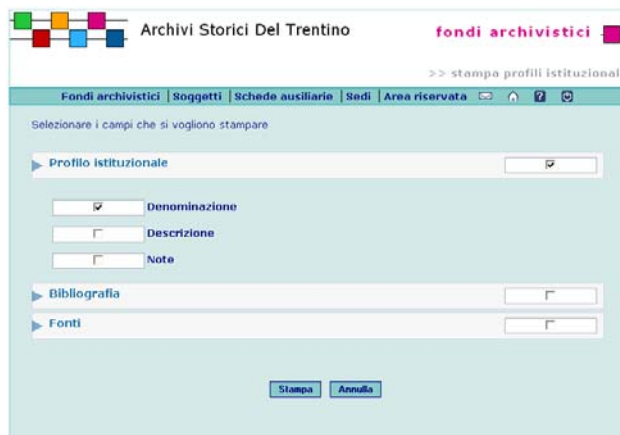 Archivi Storici Del Trentino
fondi archivistici
>> stampa profili istituzional
Fondi archivistici | Soggetti | Schede ausiliarie | Sedi | Area riservata ?
Selezionare i campi che si vogliono stampare
Profilo istituzionale
Denominazione
Descrizione
Note
Bibliografia
Fonti
Stampa Annulla